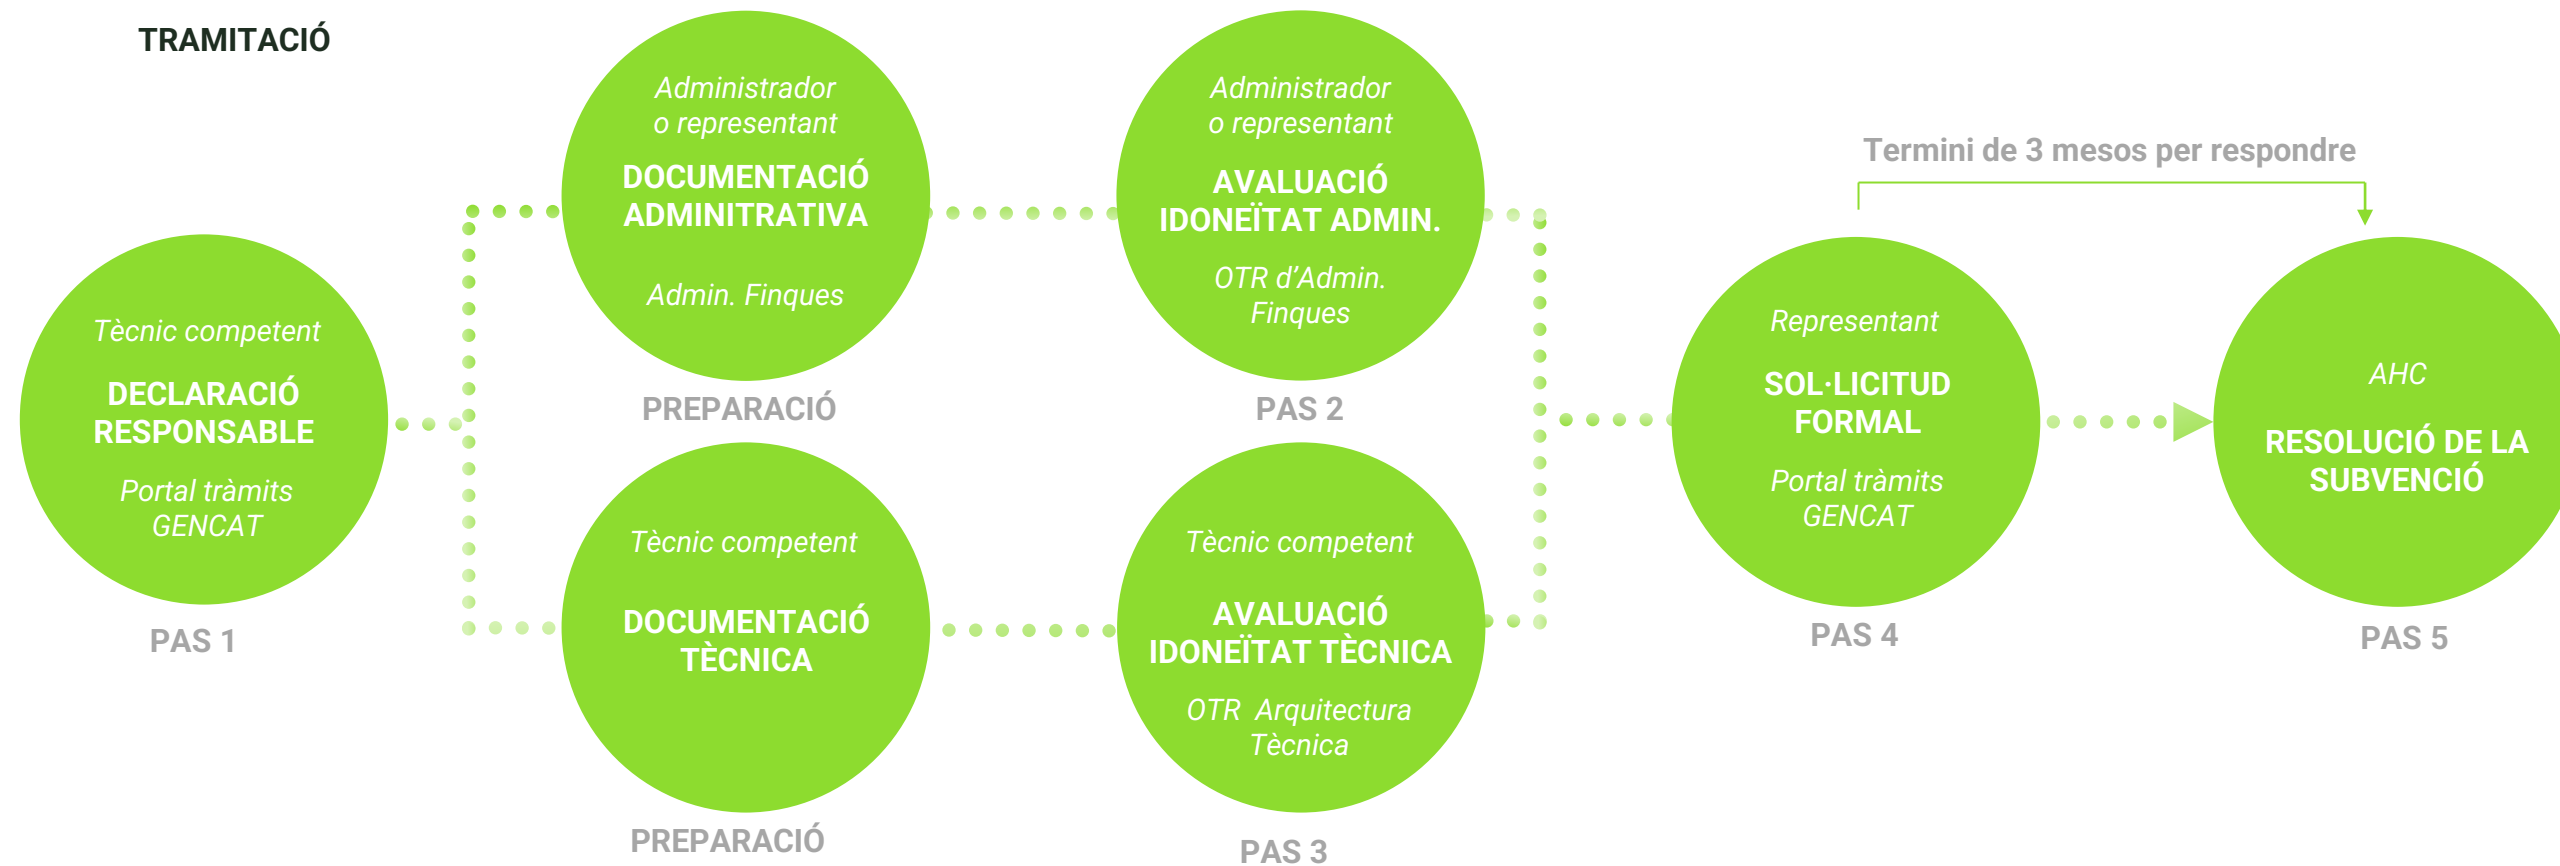 TRAMITACIÓ
Tècnic competent
DECLARACIÓ
RESPONSABLE
Portal tràmits
GENCAT
PAS 1
Administrador
o representant
DOCUMENTACIÓ
ADMINITRATIVA
Admin. Finques
PREPARACIÓ
Tècnic competent
DOCUMENTACIÓ
TÈCNICA
PREPARACIÓ
Administrador
o representant
AVALUACIÓ
IDONEÏTAT ADMIN.
OTR d'Admin.
Finques
PAS 2
Tècnic competent
AVALUACIÓ
IDONEÏTAT TÈCNICA
OTR  Arquitectura
Tècnica
PAS 3
Termini de 3 mesos per respondre
Representant
SOL·LICITUD
FORMAL
Portal tràmits
GENCAT
PAS 4
AHC
RESOLUCIÓ DE LA
SUBVENCIÓ
PAS 5